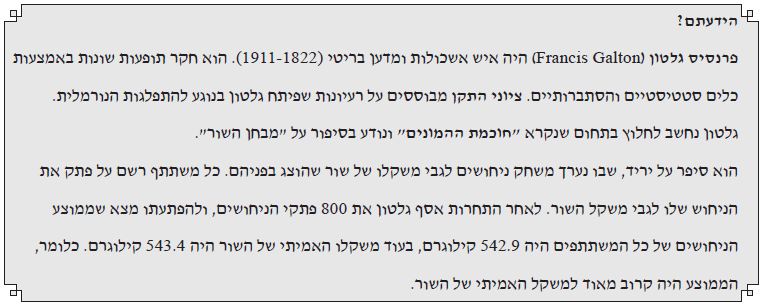 הידעתם?
פרנסיס גלטון (Francis Galton) היה איש אשכולות ומדען בריטי (1911-1822). הוא חקר תופעות שונות באמצעות
כלים סטטיסטיים והסתברותיים. ציוני התקן מבוססים על רעיונות שפיתח גלטון בנוגע להתפלגות הנורמלית.
גלטון נחשב לחלוץ בתחום שנקרא "חוכמת ההמונים" ונודע בסיפור על "מבחן השור".
הוא סיפר על יריד, שבו נערך משחק ניחושים לגבי משקלו של שור שהוצג בפניהם. כל משתתף רשם על פתק את
הניחוש שלו לגבי משקל השור. לאחר התחרות אסף גלטון את 800 פתקי הניחושים, ולהפתעתו מצא שממוצע
הניחושים של כל המשתתפים היה 542.9 קילוגרם, בעוד משקלו האמיתי של השור היה 543.4 קילוגרם. כלומר,
הממוצע היה קרוב מאוד למשקל האמיתי של השור.